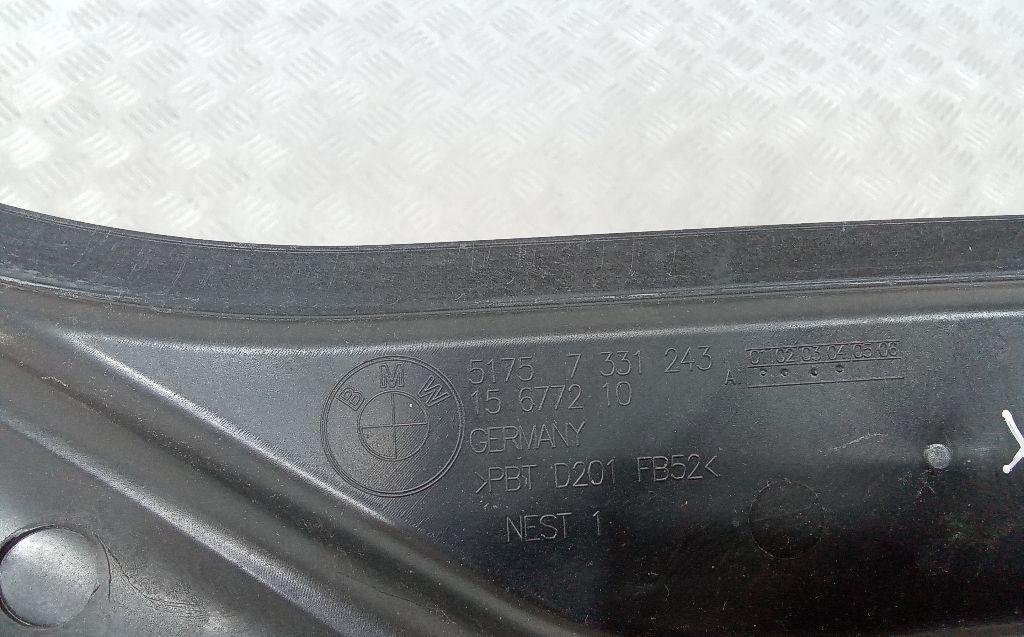 BMW
5175 7 331 243
15 6772 10
GERMANY
>PBT D201 FB52<
NEST 1
01 02 03 04 05 06
A: